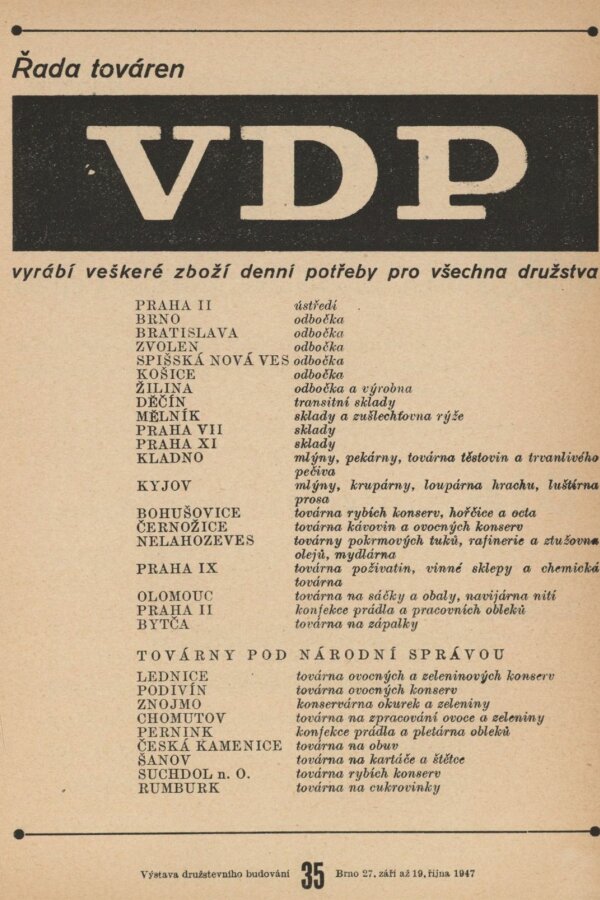 Řada továren
VDP
vyrábí veškeré zboží denní potřeby pro všechna družstva
PRAHA II ústředí
BRNO odbočka
BRATISLAVA odbočka
ZVOLEN odbočka
SPIŠSKÁ NOVÁ VES odbočka
KOŠICE odbočka
ŽILINA odbočka a výrobna
DĚČÍN transitní sklady
MĚLNÍK sklady a zušlechťovna rýže
PRAHA VII sklady
PRAHA XI sklady
KLADNO mlýny, pekárny, továrna těstovin a trvanlivého
pečiva
KYJOV mlýny, krupárny, loupárna hrachu, luštírna
prosa
BOHUŠOVICE továrna rybích konserv, hořčice a octa
ČERNOŽICE továrna kávovin a ovocných konserv
NELAHOZEVES továrny pokrmových tuků, rafinerie a ztužovna
olejů, mydlárna
PRAHA IX továrna poživatin, vinné sklepy a chemická
továrna
OLOMOUC továrna na sáčky a obaly, navijárna nití
PRAHA II konfekce prádla a pracovních obleků
BYTČA továrna na zápalky
TOVÁRNY POD NÁRODNÍ SPRÁVOU
LEDNICE továrna ovocných a zeleninových konserv
PODIVÍN továrna ovocných konserv
ZNOJMO konservárna okurek a zeleniny
CHOMUTOV továrna na zpracování ovoce a zeleniny
PERNINK konfekce prádla a pletárna obleků
ČESKÁ KAMENICE továrna na obuv
ŠANOV továrna na kartáče a štětce
SUCHDOL n. O. továrna rybích konserv
RUMBURK továrna na cukrovinky
Výstava družstevního budování 35 Brno 27. září až 19. října 1947